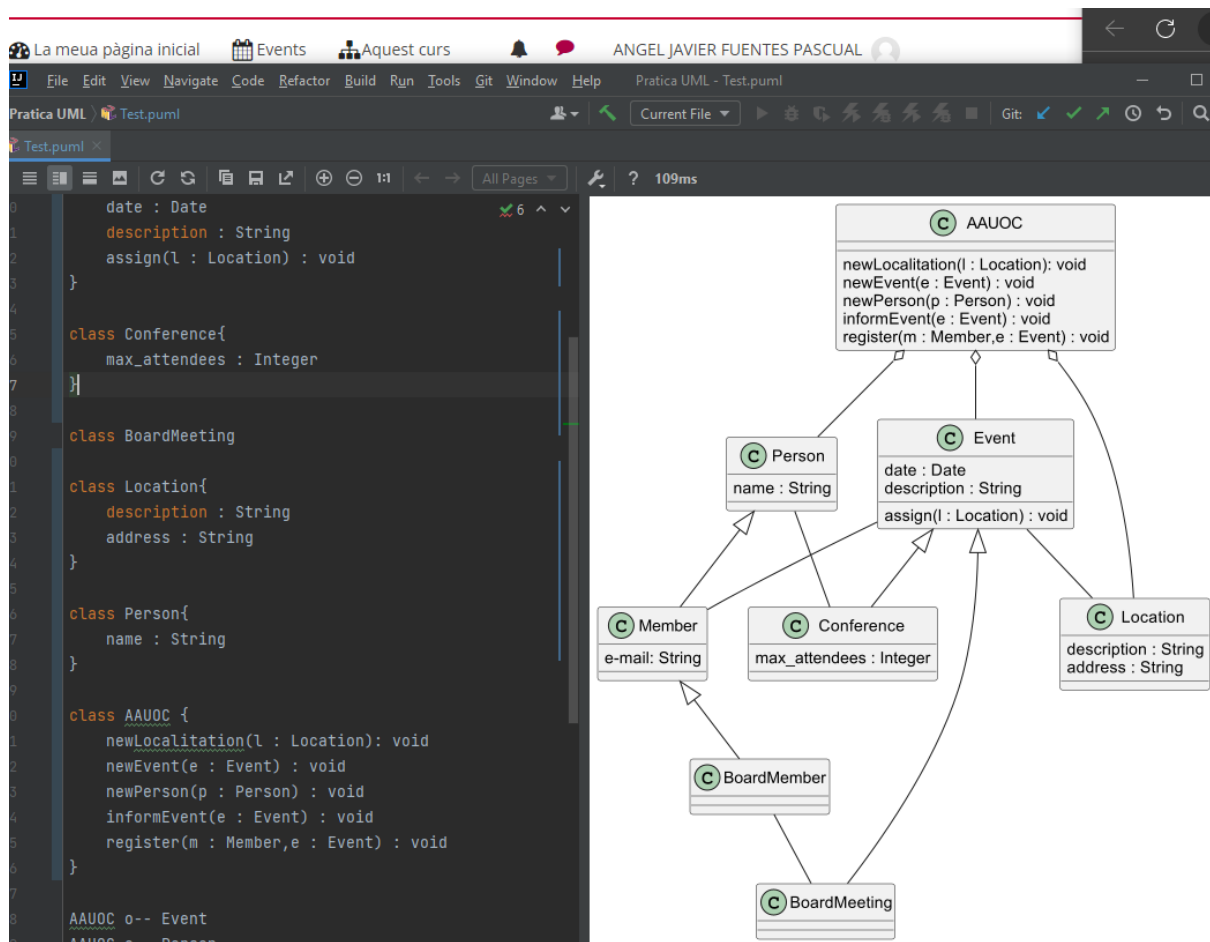 La meua pàgina inicial Events Aquest curs ANGEL JAVIER FUENTES PASCUAL
File Edit View Navigate Code Refactor Build Run Tools Git Window Help Pratica UML - Test.puml
Pratica UML Test.puml Current File Git:
Test.puml
1:1 All Pages ? 109ms
date : Date
description : String
assign(l : Location) : void
}
6
class Conference{
max_attendees : Integer
}
class BoardMeeting
class Location{
description : String
address : String
}
class Person{
name : String
}
class AAUOC {
newLocalitation(l : Location): void
newEvent(e : Event) : void
newPerson(p : Person) : void
informEvent(e : Event) : void
register(m : Member,e : Event) : void
}
AAUOC o-- Event
C AAUOC
newLocalitation(l : Location): void
newEvent(e : Event) : void
newPerson(p : Person) : void
informEvent(e : Event) : void
register(m : Member,e : Event) : void
C Person
name : String
C Event
date : Date
description : String
assign(l : Location) : void
C Member
e-mail: String
C Conference
max_attendees : Integer
C Location
description : String
address : String
C BoardMember
C BoardMeeting